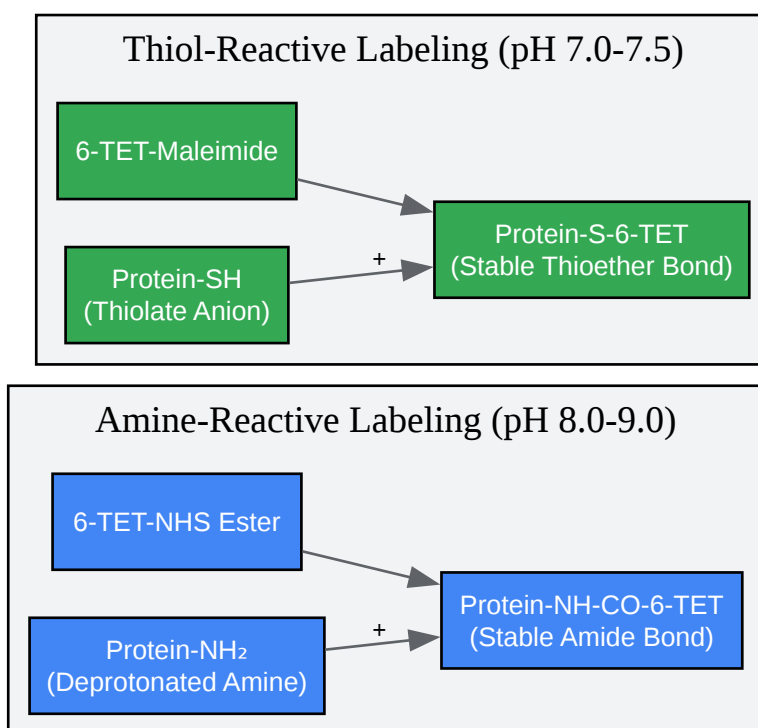 Thiol-Reactive Labeling (pH 7.0-7.5)
6-TET-Maleimide
Protein-SH
(Thiolate Anion)
+
Protein-S-6-TET
(Stable Thioether Bond)
Amine-Reactive Labeling (pH 8.0-9.0)
6-TET-NHS Ester
Protein-NH₂
(Deprotonated Amine)
+
Protein-NH-CO-6-TET
(Stable Amide Bond)